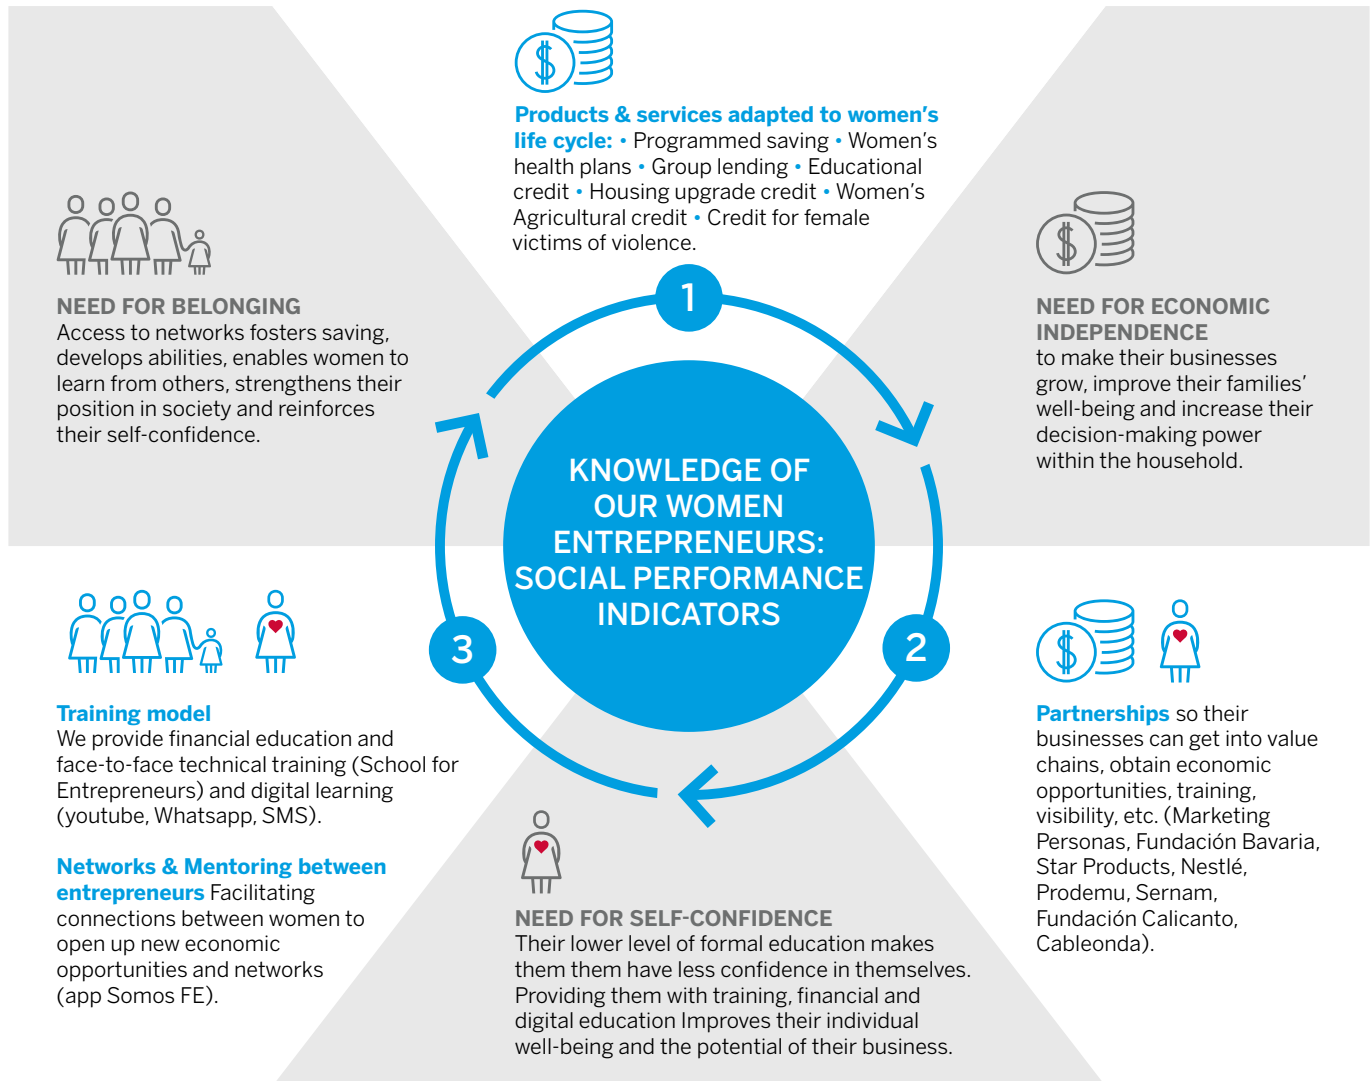 Products & services adapted to women's
life cycle: • Programmed saving • Women's
health plans • Group lending • Educational
credit • Housing upgrade credit • Women's
Agricultural credit • Credit for female
victims of violence.
NEED FOR BELONGING
Access to networks fosters saving,
develops abilities, enables women to
learn from others, strengthens their
position in society and reinforces
their self-confidence.
1
NEED FOR ECONOMIC
INDEPENDENCE
to make their businesses
grow, improve their families'
well-being and increase their
decision-making power
within the household.
KNOWLEDGE OF
OUR WOMEN
ENTREPRENEURS:
SOCIAL PERFORMANCE
INDICATORS
3
2
Training model
We provide financial education and
face-to-face technical training (School for
Entrepreneurs) and digital learning
(youtube, Whatsapp, SMS).
Networks & Mentoring between
entrepreneurs Facilitating
connections between women to
open up new economic
opportunities and networks
(app Somos FE).
NEED FOR SELF-CONFIDENCE
Their lower level of formal education makes
them them have less confidence in themselves.
Providing them with training, financial and
digital education Improves their individual
well-being and the potential of their business.
Partnerships so their
businesses can get into value
chains, obtain economic
opportunities, training,
visibility, etc. (Marketing
Personas, Fundación Bavaria,
Star Products, Nestlé,
Prodemu, Sernam,
Fundación Calicanto,
Cableonda).